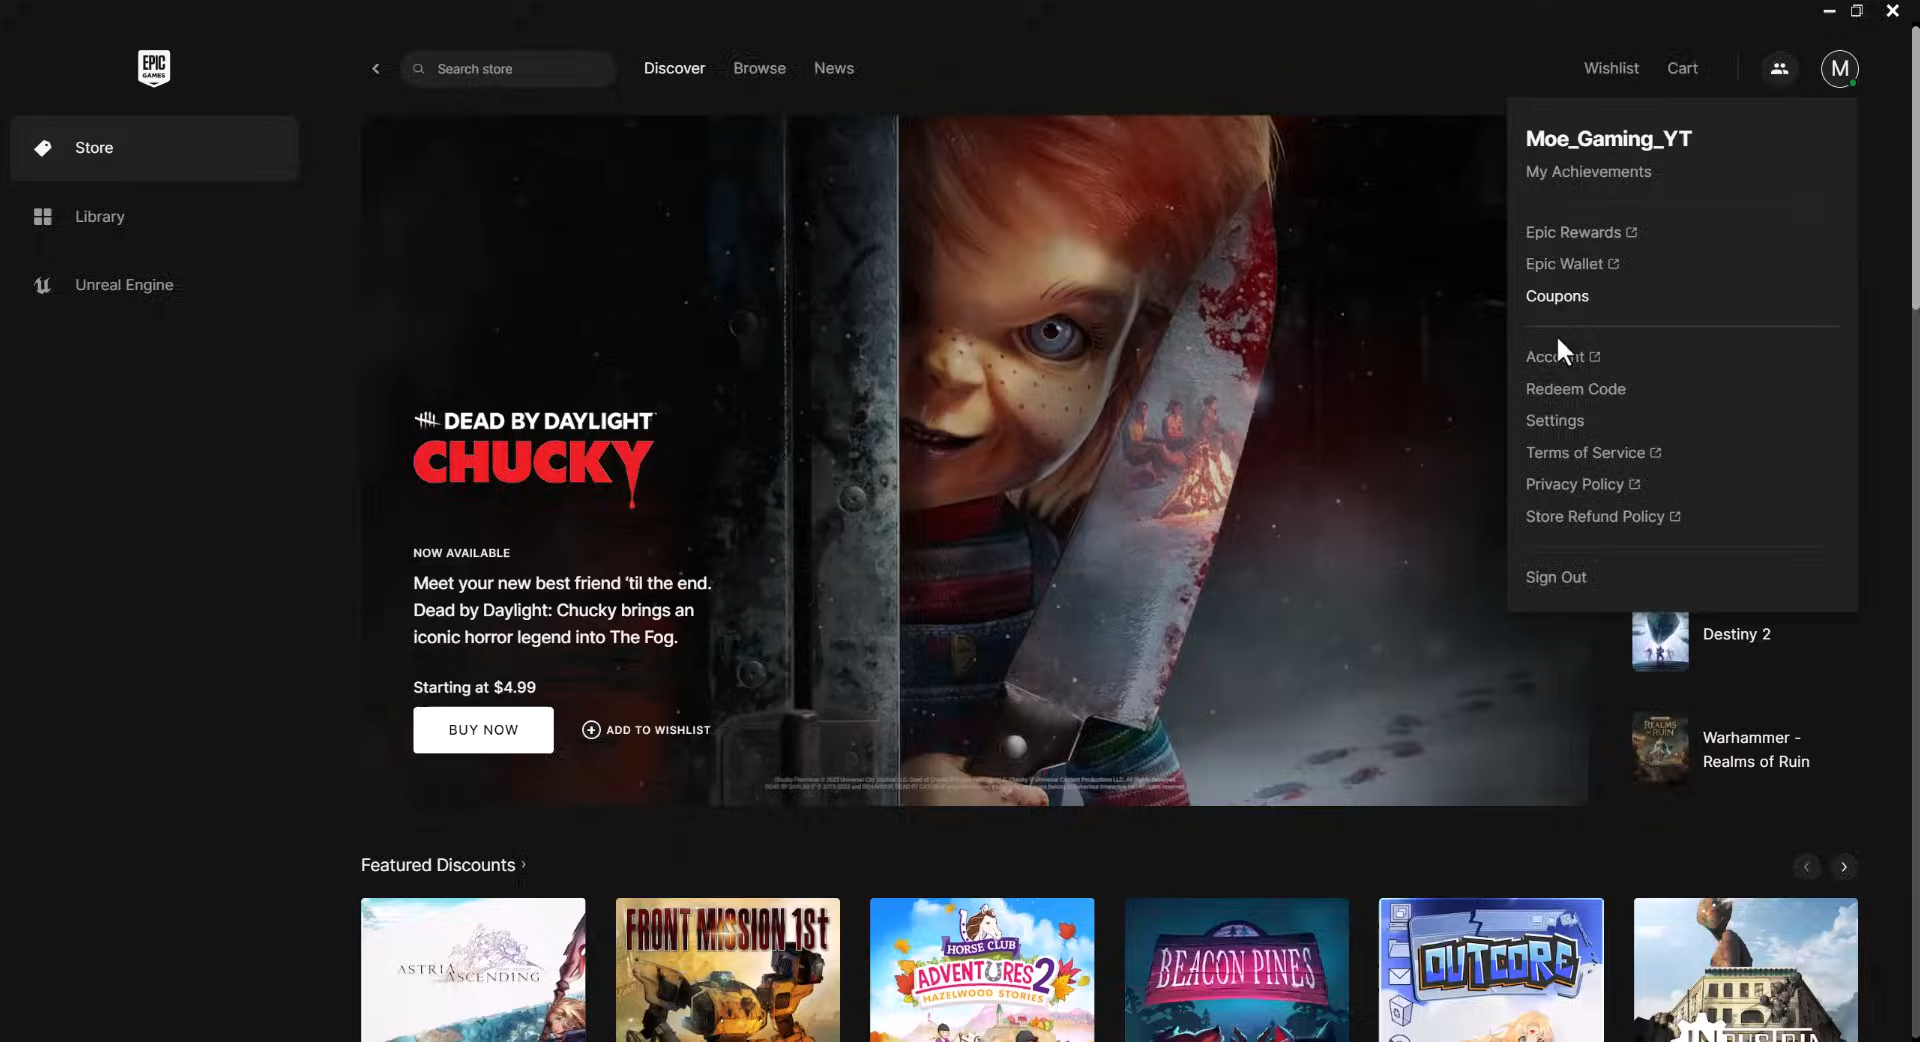 EPIC
GAMES
Search store
Discover
Browse
News
Wishlist
Cart
M
Store
Library
Unreal Engine
Moe_Gaming_YT
My Achievements
Epic Rewards
Epic Wallet
Coupons
Account
Redeem Code
Settings
Terms of Service
Privacy Policy
Store Refund Policy
Sign Out
DEAD BY DAYLIGHT
CHUCKY
NOW AVAILABLE
Meet your new best friend ‘til the end.
Dead by Daylight: Chucky brings an
iconic horror legend into The Fog.
Starting at $4.99
BUY NOW
ADD TO WISHLIST
Destiny 2
REALMS
OF RUIN
Warhammer -
Realms of Ruin
Featured Discounts
ASTRIA ASCENDING
FRONT MISSION 1St
HORSE CLUB
ADVENTURES 2
HAZELWOOD STORIES
BEACON PINES
OUTCORE